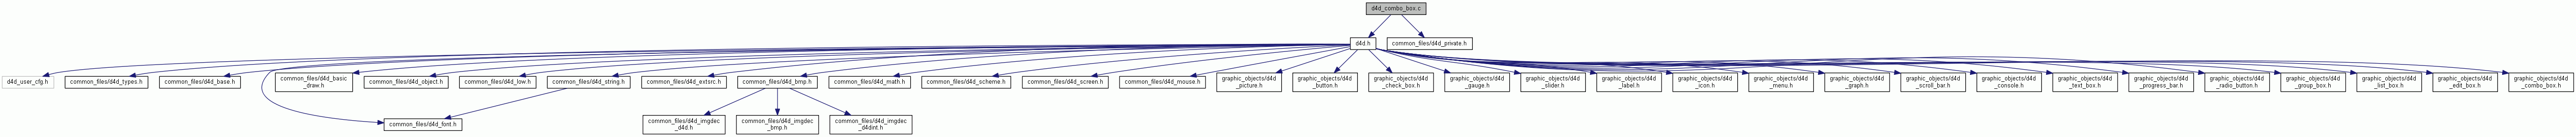 d4d_combo_box.c
d4d.h
common_files/d4d_private.h
d4d_user_cfg.h
common_files/d4d_types.h
common_files/d4d_base.h
common_files/d4d_basic
_draw.h
common_files/d4d_object.h
common_files/d4d_low.h
common_files/d4d_string.h
common_files/d4d_extsrc.h
common_files/d4d_bmp.h
common_files/d4d_math.h
common_files/d4d_scheme.h
common_files/d4d_screen.h
common_files/d4d_mouse.h
graphic_objects/d4d
_picture.h
graphic_objects/d4d
_button.h
graphic_objects/d4d
_check_box.h
graphic_objects/d4d
_gauge.h
graphic_objects/d4d
_slider.h
graphic_objects/d4d
_label.h
graphic_objects/d4d
_icon.h
graphic_objects/d4d
_menu.h
graphic_objects/d4d
_graph.h
graphic_objects/d4d
_scroll_bar.h
graphic_objects/d4d
_console.h
graphic_objects/d4d
_text_box.h
graphic_objects/d4d
_progress_bar.h
graphic_objects/d4d
_radio_button.h
graphic_objects/d4d
_group_box.h
graphic_objects/d4d
_list_box.h
graphic_objects/d4d
_edit_box.h
graphic_objects/d4d
_combo_box.h
common_files/d4d_font.h
common_files/d4d_imgdec
_d4d.h
common_files/d4d_imgdec
_bmp.h
common_files/d4d_imgdec
_d4dint.h